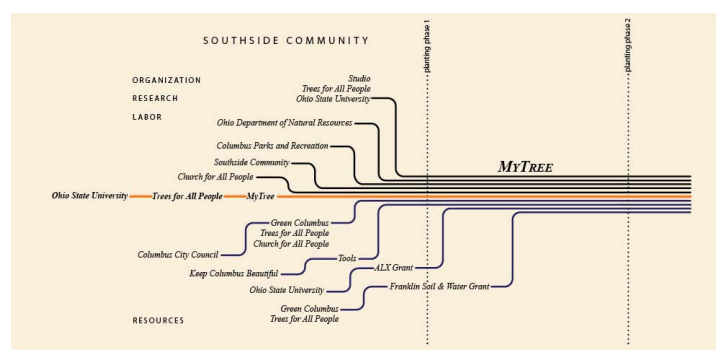 SOUTHSIDE COMMUNITY
planting phase 1
planting phase 2
ORGANIZATION
RESEARCH
LABOR
Studio
Trees for All People
Ohio State University
Ohio Department of Natural Resources
Columbus Parks and Recreation
Southside Community
Church for All People
MYTREE
Ohio State University
Trees for All People
MyTree
Green Columbus
Trees for All People
Church for All People
Columbus City Council
Tools
Keep Columbus Beautiful
ALX Grant
Ohio State University
Franklin Soil & Water Grant
Green Columbus
Trees for All People
RESOURCES